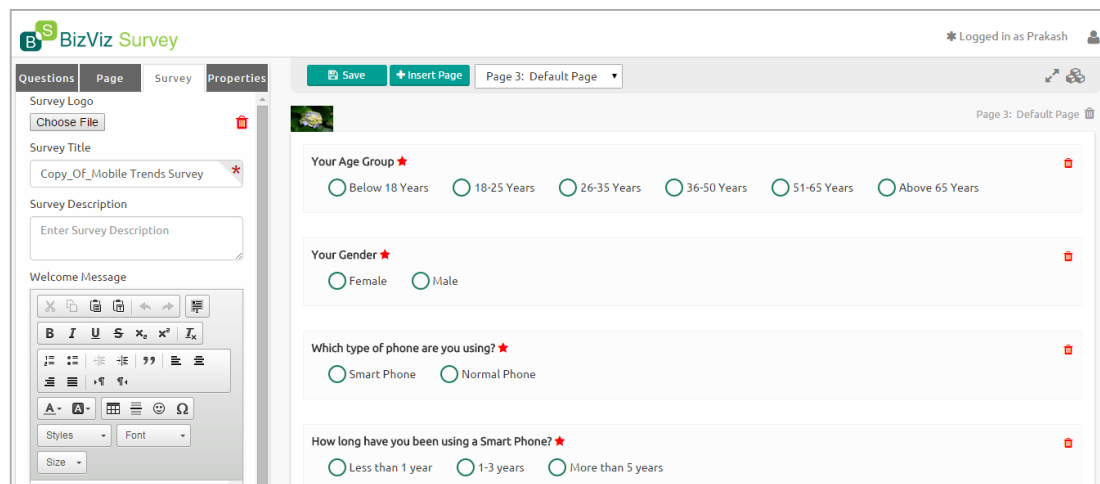 BS BizViz Survey
Logged in as Prakash
Questions Page Survey Properties
Save Insert Page Page 3: Default Page
Survey Logo
Choose File
Page 3: Default Page
Survey Title
Copy_Of_Mobile Trends Survey *
Survey Description
Enter Survey Description
Welcome Message
B I U S x₂ x² Ix
99
A A Ω
Styles Font
Size
Your Age Group
Below 18 Years 18-25 Years 26-35 Years 36-50 Years 51-65 Years Above 65 Years
Your Gender
Female Male
Which type of phone are you using?
Smart Phone Normal Phone
How long have you been using a Smart Phone?
Less than 1 year 1-3 years More than 5 years